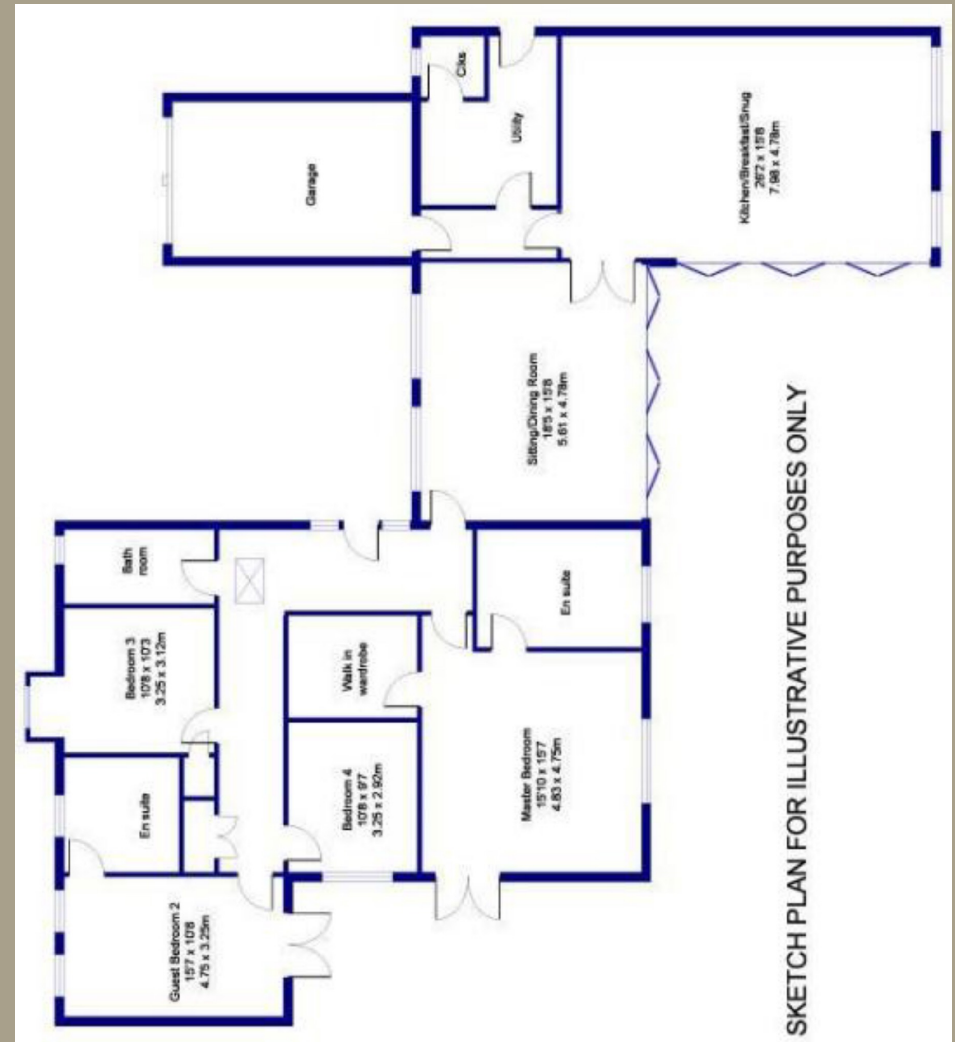 Clks
Utility
Kitchen/Breakfast/Snug
26'2 x 15'8
7.98 x 4.78m
Garage
Sitting/Dining Room
18'5 x 15'8
5.61 x 4.78m
Bath
room
En suite
Bedroom 3
10'8 x 10'3
3.25 x 3.12m
Walk in
wardrobe
En suite
Bedroom 4
10'8 x 9'7
3.25 x 2.92m
Master Bedroom
15'10 x 15'7
4.83 x 4.75m
Guest Bedroom 2
15'7 x 10'8
4.75 x 3.25m
SKETCH PLAN FOR ILLUSTRATIVE PURPOSES ONLY